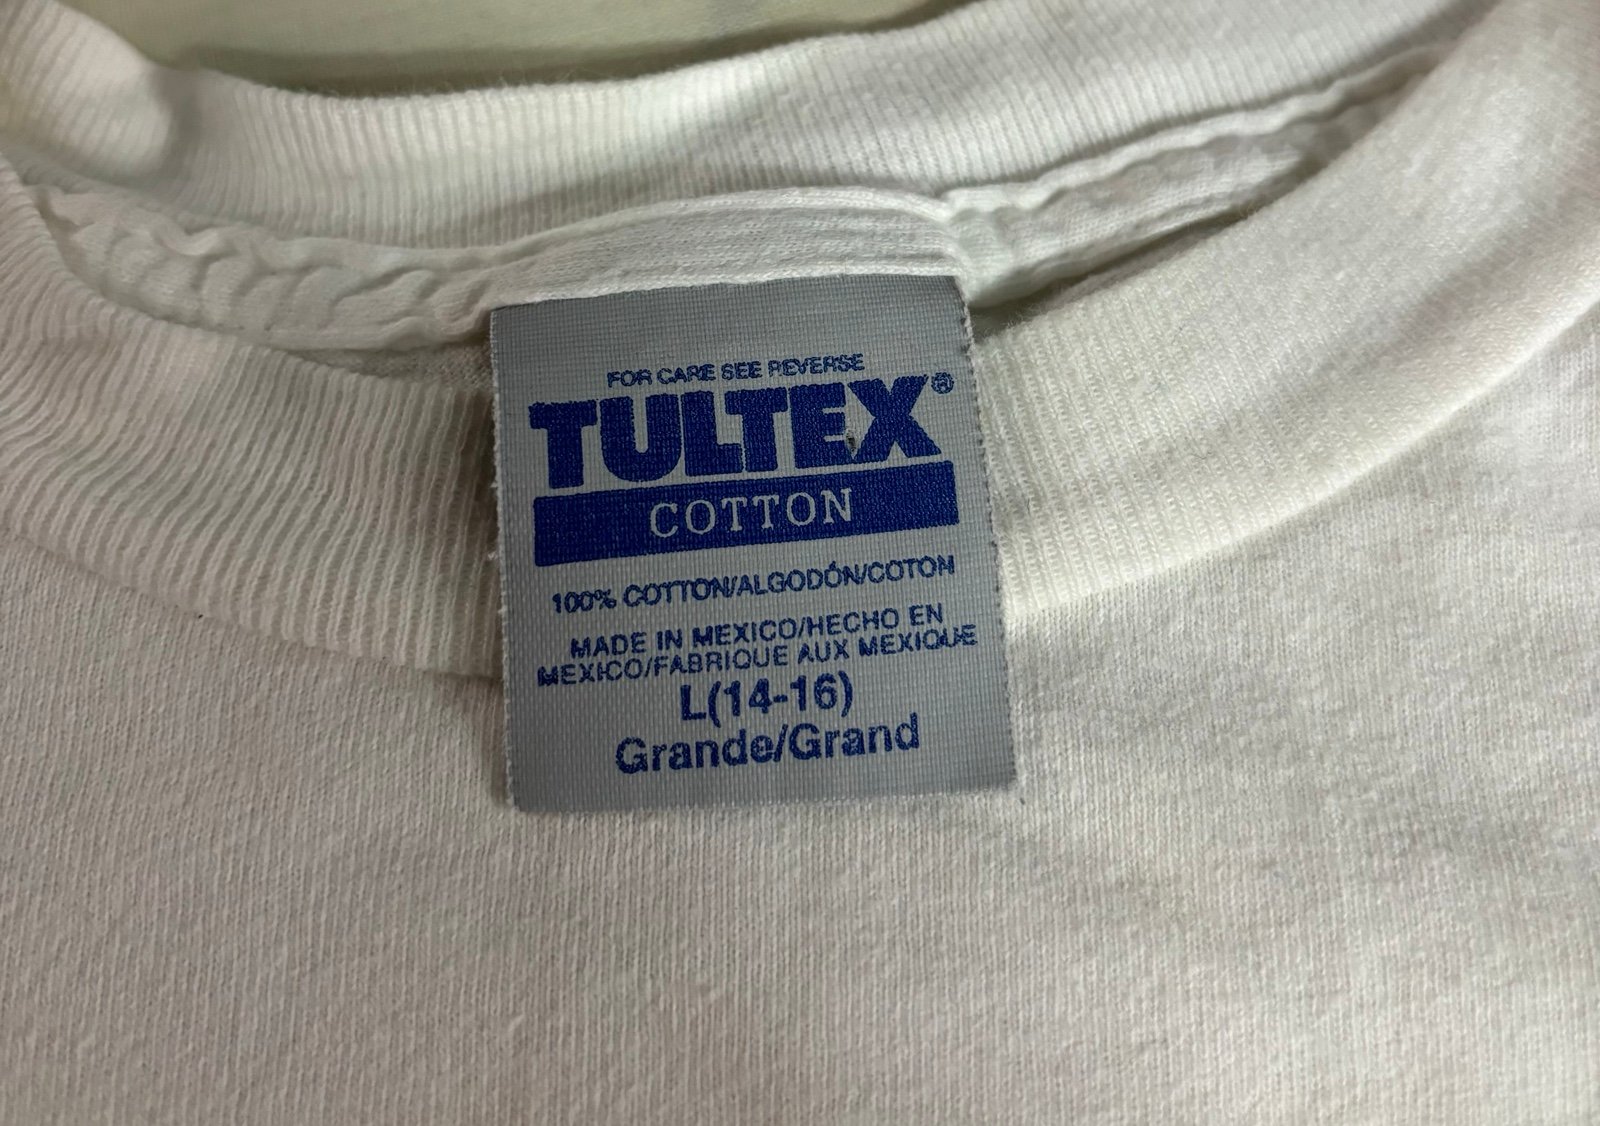 FOR CARE SEE REVERSE
TULTEX®
COTTON
100% COTTON/ALGODÓN/COTON
MADE IN MEXICO/HECHO EN
MEXICO/FABRIQUE AUX MEXIQUE
L(14-16)
Grande/Grand